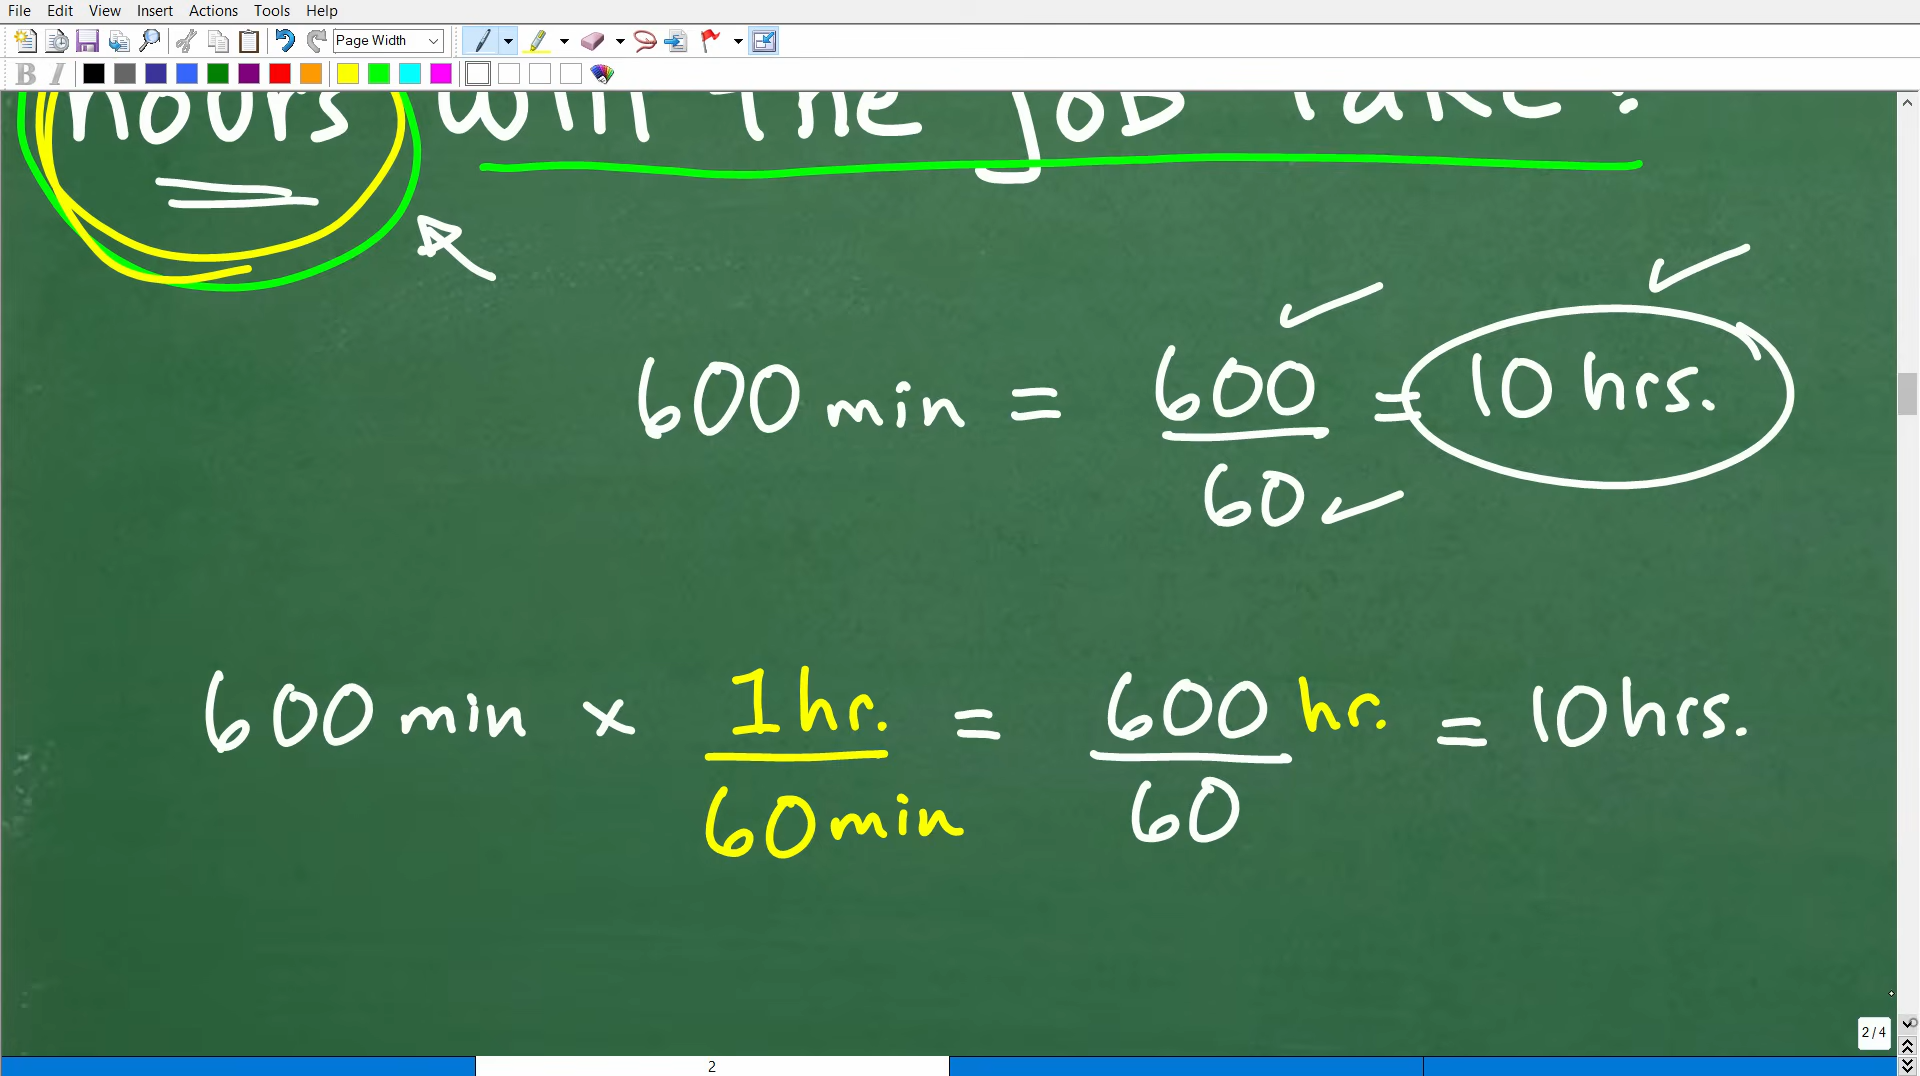 File Edit View Insert Actions Tools Help
Page Width
B I
hours will the job take?
600 min = 600/60 = 10 hrs.
600 min x 1 hr./60 min = 600 hr./60 = 10 hrs.
2/4
2